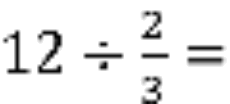 12 ÷ 2/3 =